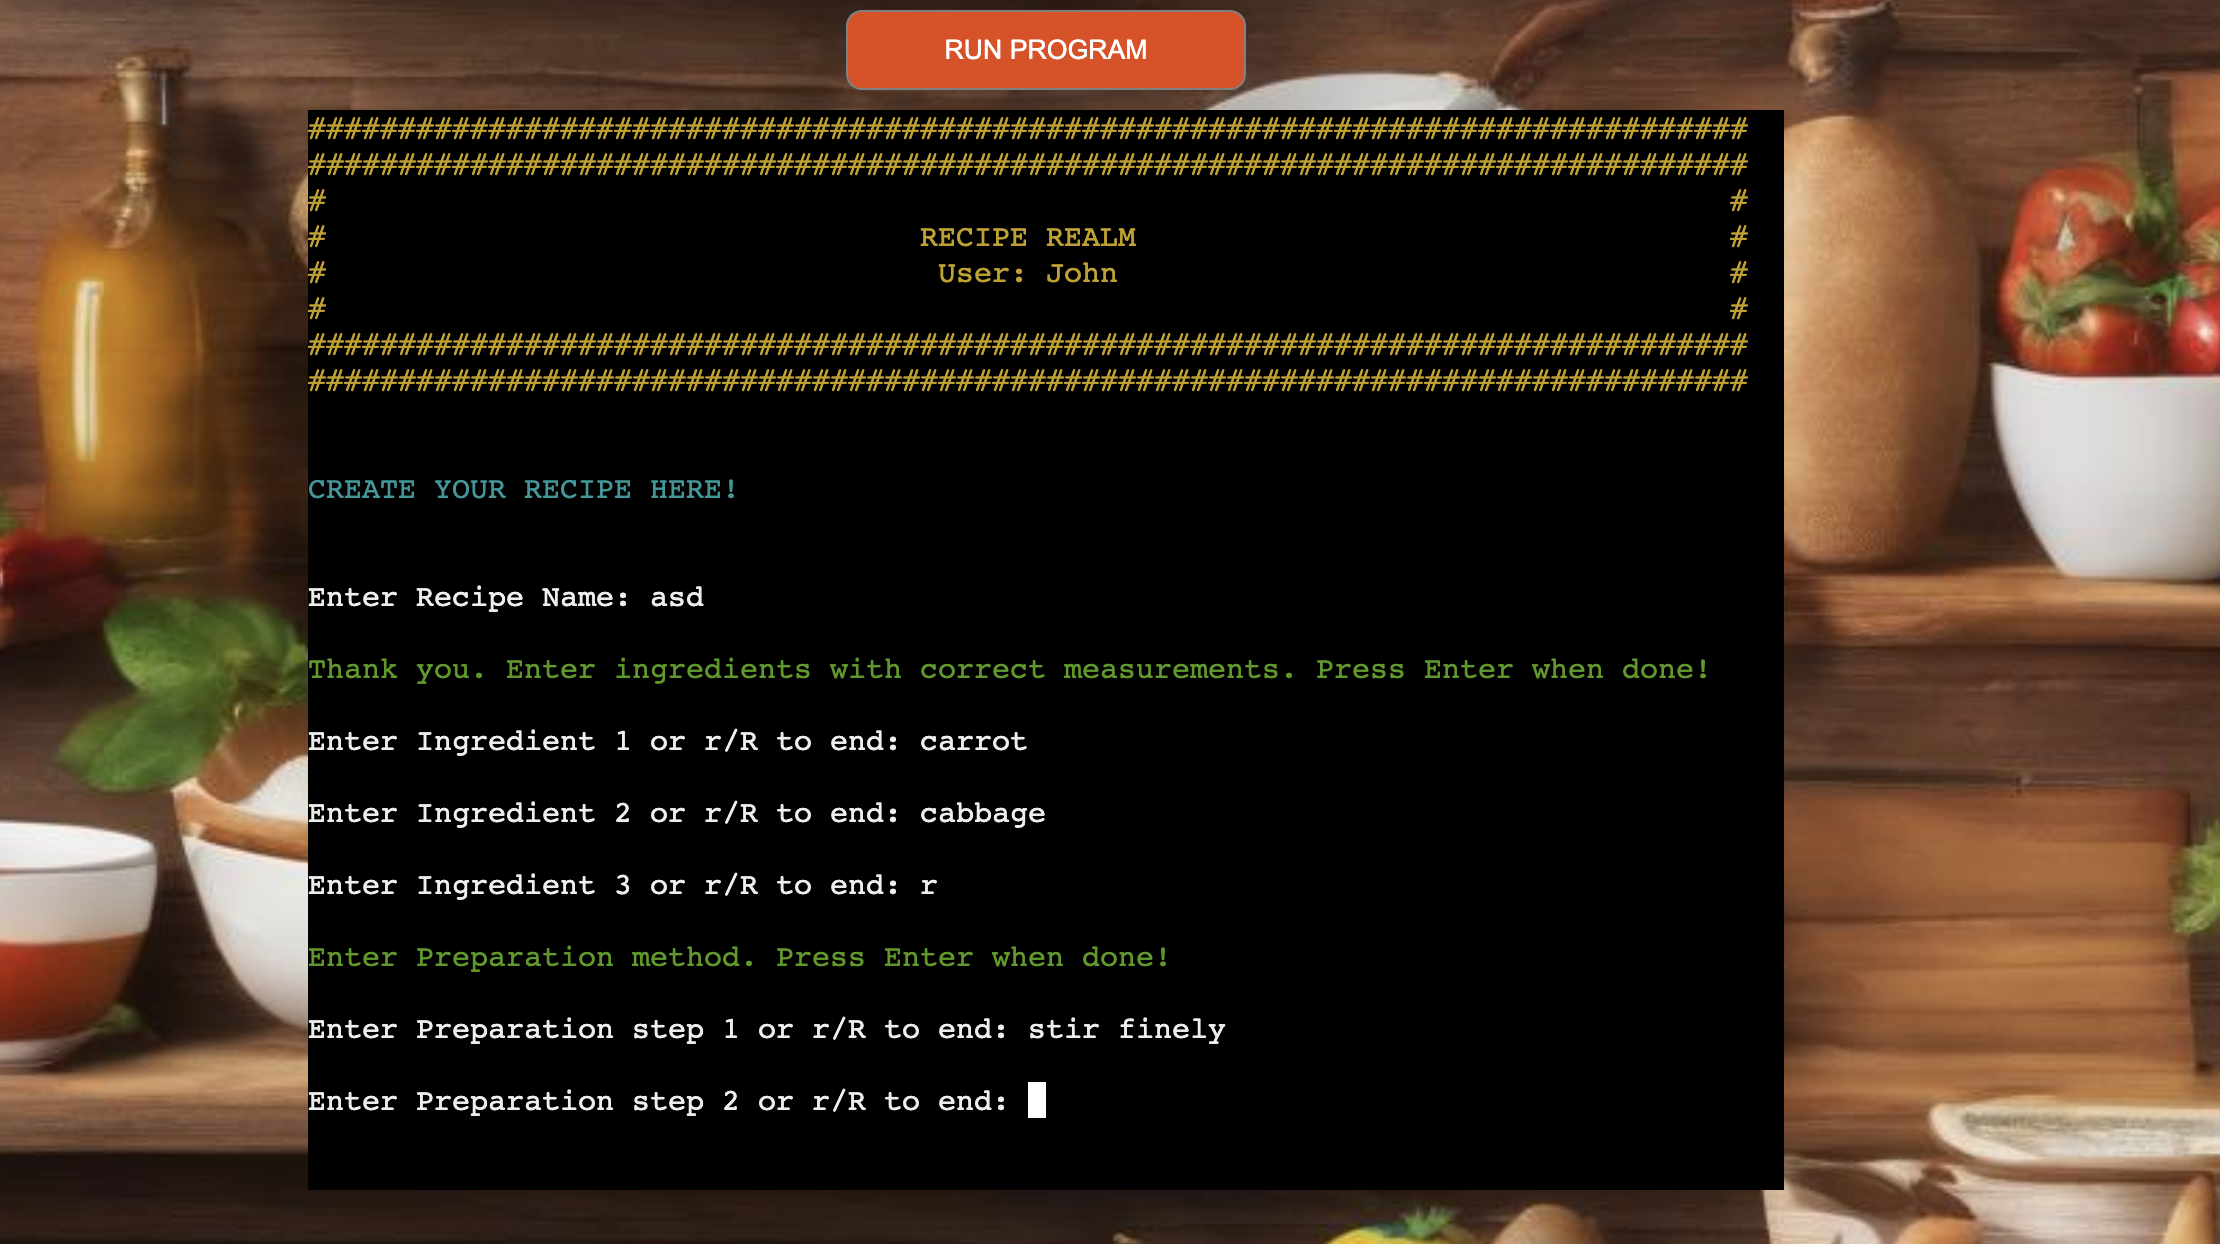 RUN PROGRAM
################################################################################
################################################################################
# #
# RECIPE REALM #
# User: John #
# #
################################################################################
################################################################################
CREATE YOUR RECIPE HERE!
Enter Recipe Name: asd
Thank you. Enter ingredients with correct measurements. Press Enter when done!
Enter Ingredient 1 or r/R to end: carrot
Enter Ingredient 2 or r/R to end: cabbage
Enter Ingredient 3 or r/R to end: r
Enter Preparation method. Press Enter when done!
Enter Preparation step 1 or r/R to end: stir finely
Enter Preparation step 2 or r/R to end: